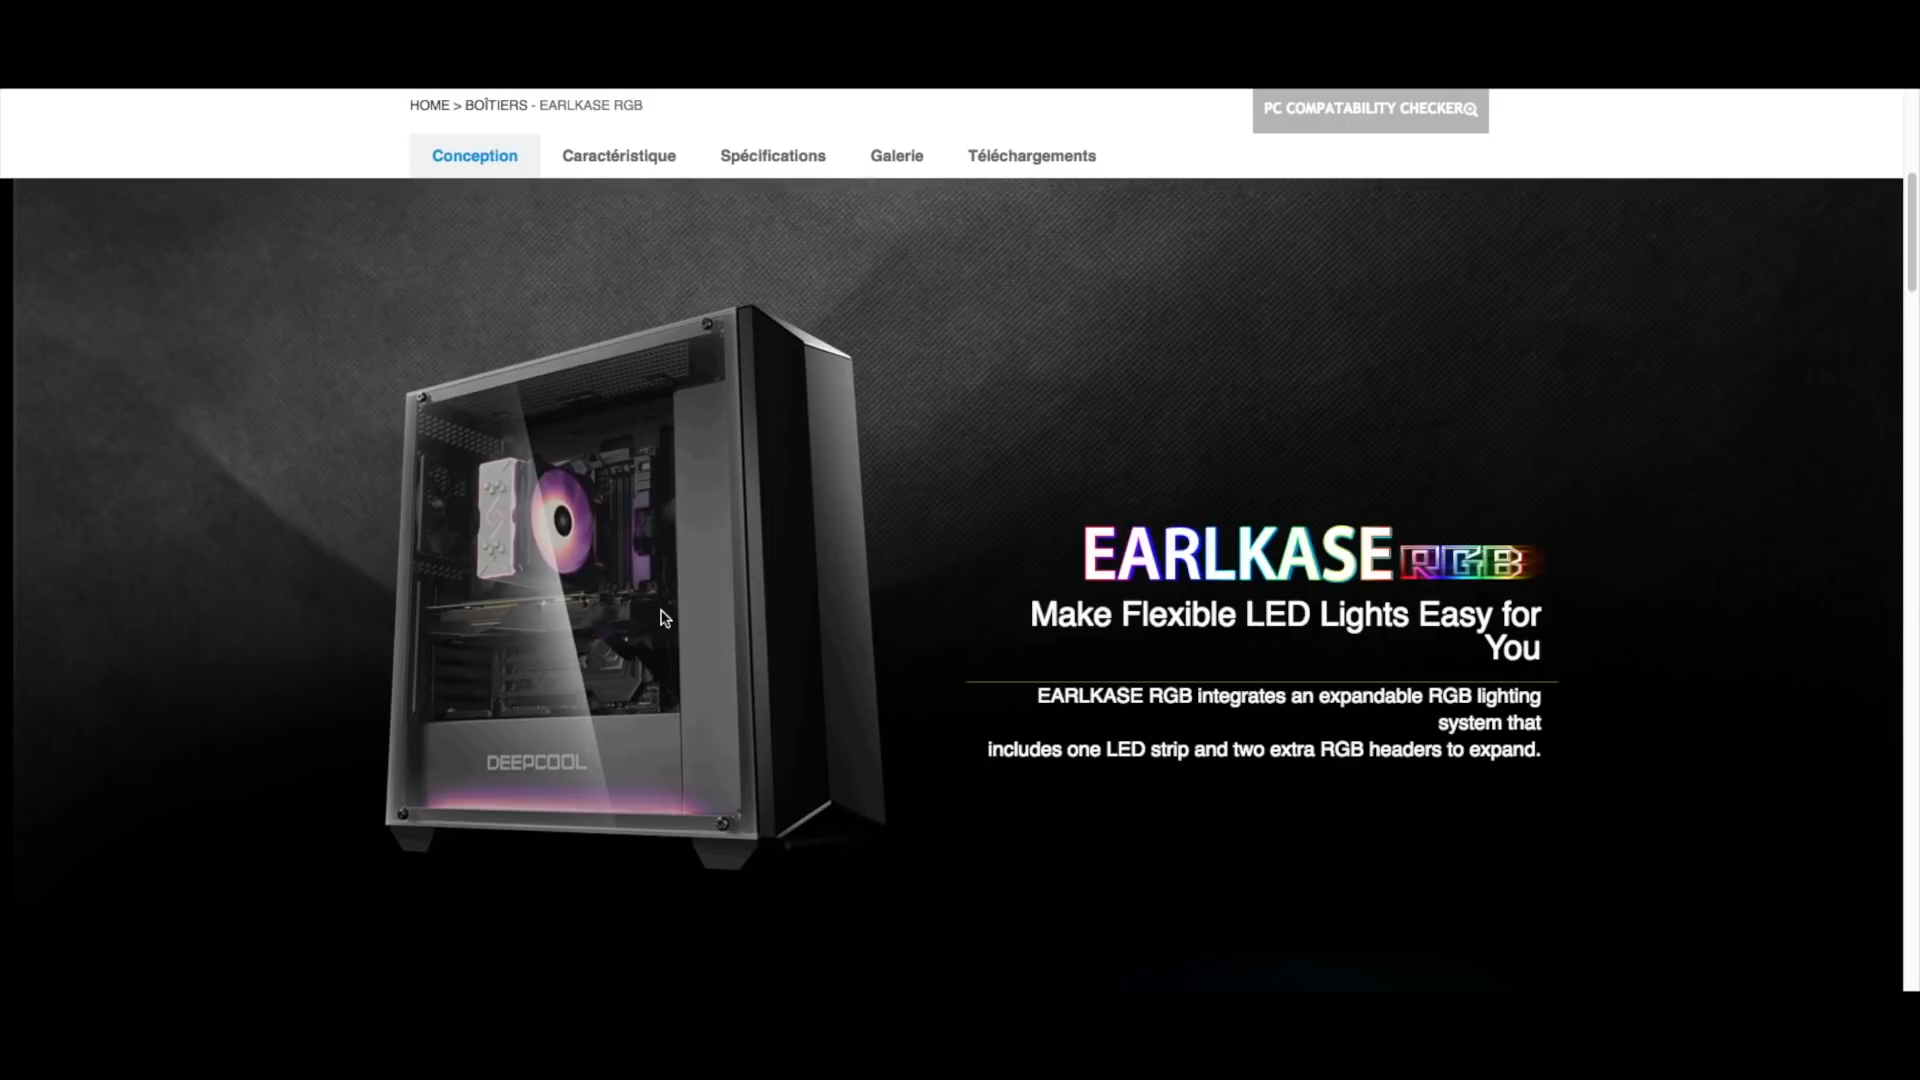 HOME > BOÎTIERS - EARLKASE RGB
PC COMPATABILITY CHECKER
Conception Caractéristique Spécifications Galerie Téléchargements
EARLKASE RGB
Make Flexible LED Lights Easy for
You
EARLKASE RGB integrates an expandable RGB lighting
system that
includes one LED strip and two extra RGB headers to expand.
DEEPCOOL